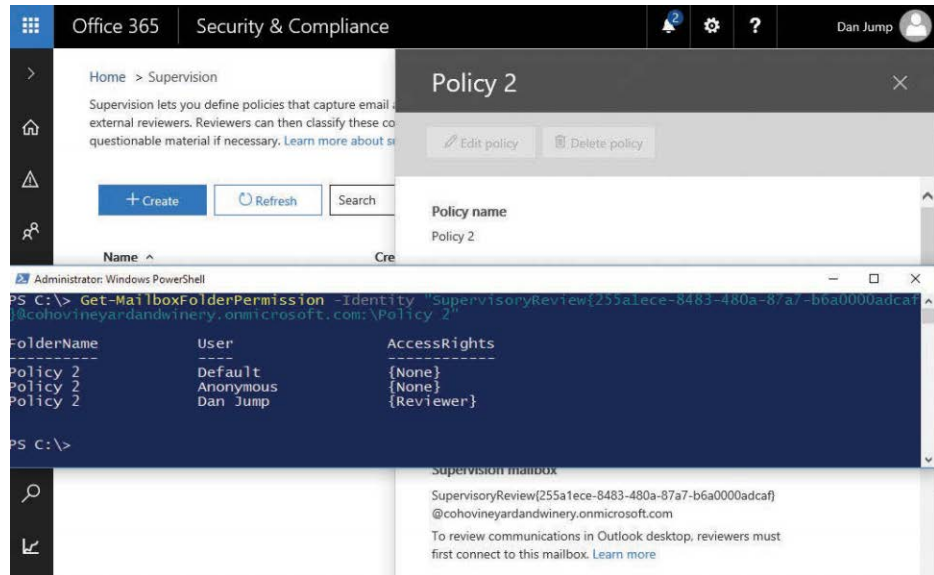 Office 365 Security & Compliance 2 ? Dan Jump
Home > Supervision
Supervision lets you define policies that capture email
external reviewers. Reviewers can then classify these co
questionable material if necessary. Learn more about su
+ Create Refresh Search
Name Cre
Policy 2
Edit policy Delete policy
Policy name
Policy 2
Administrator: Windows PowerShell
PS C:\> Get-MailboxFolderPermission -Identity "SupervisoryReview{255a1ece-8483-480a-87a7-b6a0000adcaf
}@cohovineyardandwinery.onmicrosoft.com:\Policy 2"
FolderName User AccessRights
---------- ---- ------------
Policy 2 Default {None}
Policy 2 Anonymous {None}
Policy 2 Dan Jump {Reviewer}
PS C:\>
Supervision mailbox
SupervisoryReview{255a1ece-8483-480a-87a7-b6a0000adcaf}
@cohovineyardandwinery.onmicrosoft.com
To review communications in Outlook desktop, reviewers must
first connect to this mailbox. Learn more